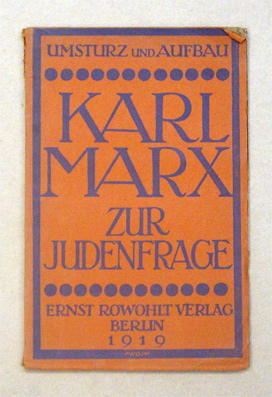 UMSTURZ UND AUFBAU
KARL
MARX
ZUR
JUDENFRAGE
ERNST ROWOHLT VERLAG
BERLIN
1919